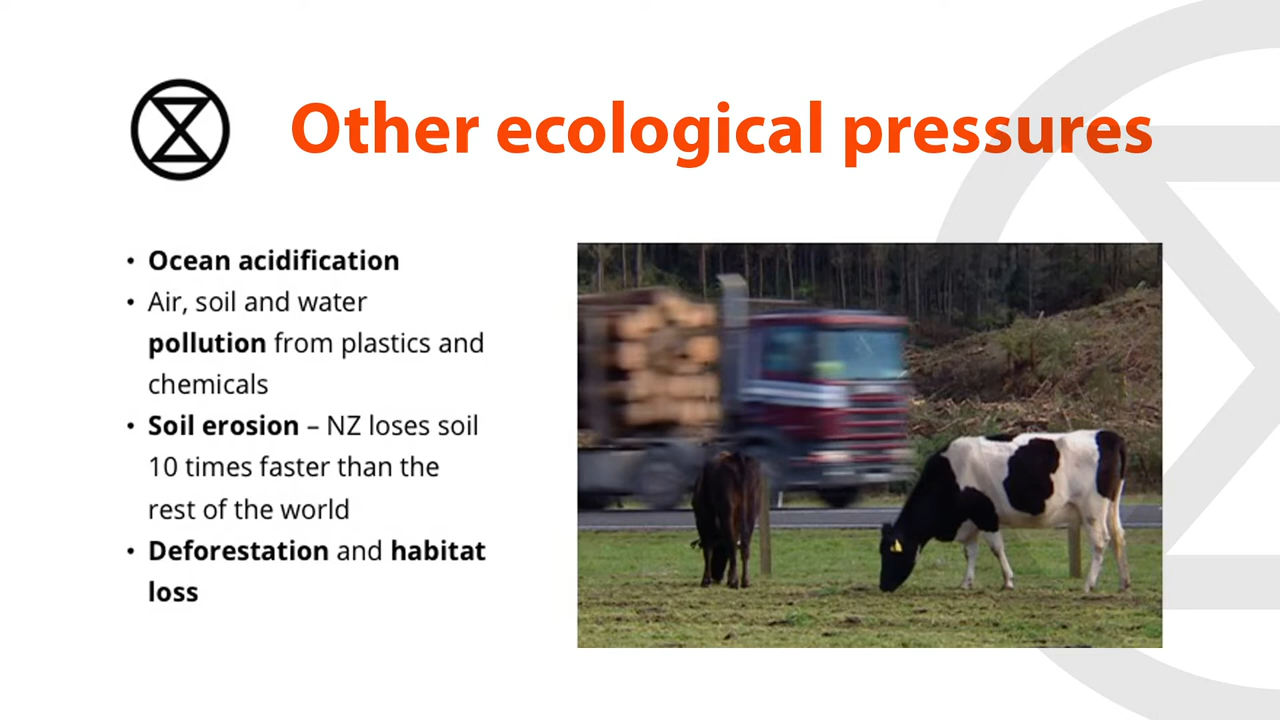 Other ecological pressures
• Ocean acidification
• Air, soil and water
pollution from plastics and
chemicals
• Soil erosion – NZ loses soil
10 times faster than the
rest of the world
• Deforestation and habitat
loss